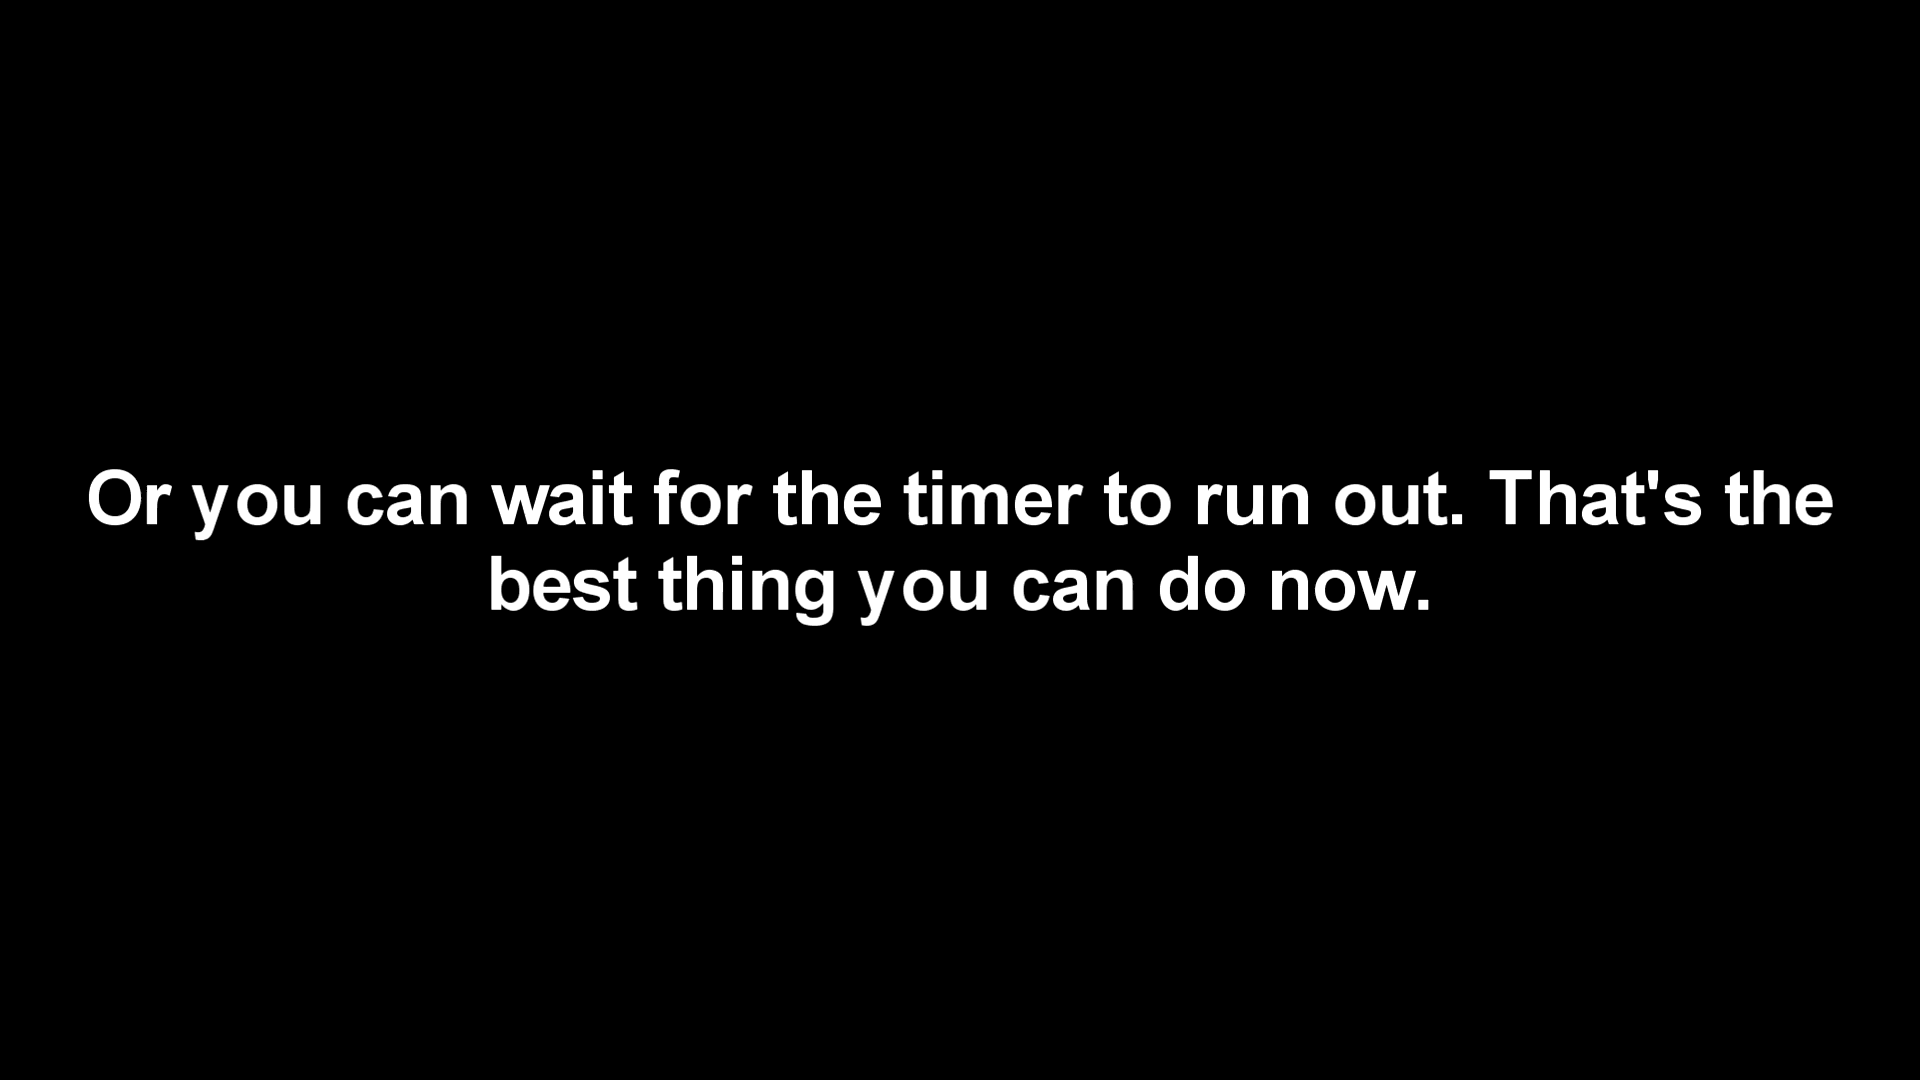 Or you can wait for the timer to run out. That's the
best thing you can do now.